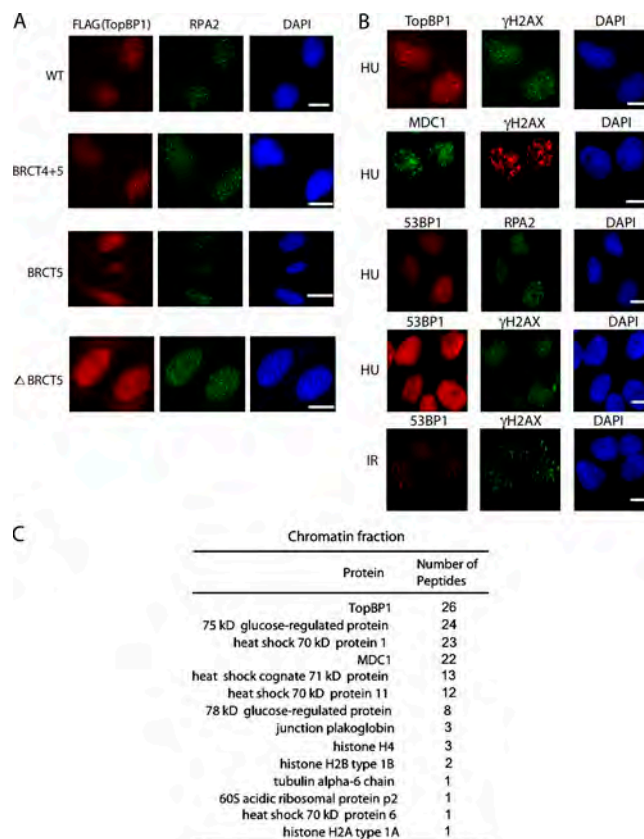 A
FLAG(TopBP1) RPA2 DAPI
WT
BRCT4+5
BRCT5
△ BRCT5
B
TopBP1 γH2AX DAPI
HU
MDC1 γH2AX DAPI
HU
53BP1 RPA2 DAPI
HU
53BP1 γH2AX DAPI
HU
53BP1 γH2AX DAPI
IR
C
Chromatin fraction
Protein Number of Peptides
TopBP1 26
75 kD glucose-regulated protein 24
heat shock 70 kD protein 1 23
MDC1 22
heat shock cognate 71 kD protein 13
heat shock 70 kD protein 11 12
78 kD glucose-regulated protein 8
junction plakoglobin 3
histone H4 3
histone H2B type 1B 2
tubulin alpha-6 chain 1
60S acidic ribosomal protein p2 1
heat shock 70 kD protein 6 1
histone H2A type 1A 1